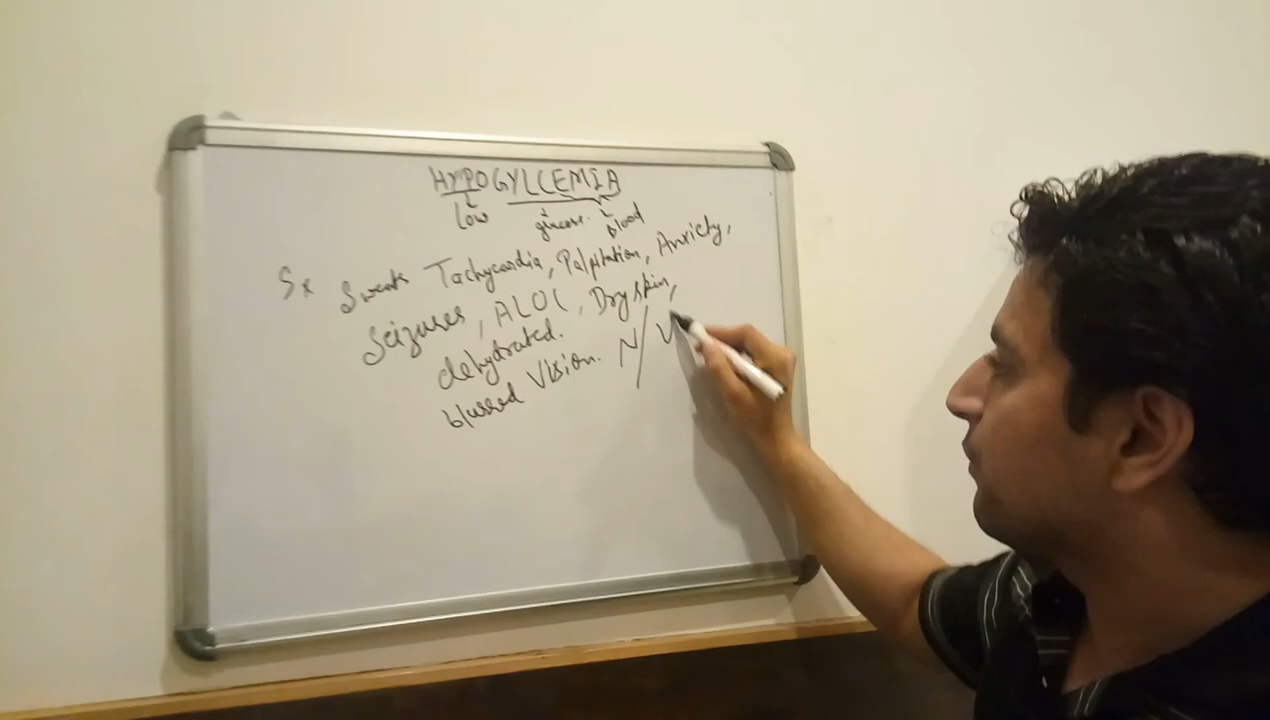 HYPOGYLCEMIA
low glucose. blood
Sx Sweats Tachycardia, Palpitation, Anxiety,
Seizures, ALOC, Dry skin,
dehydrated.
blurred Vision. N/V